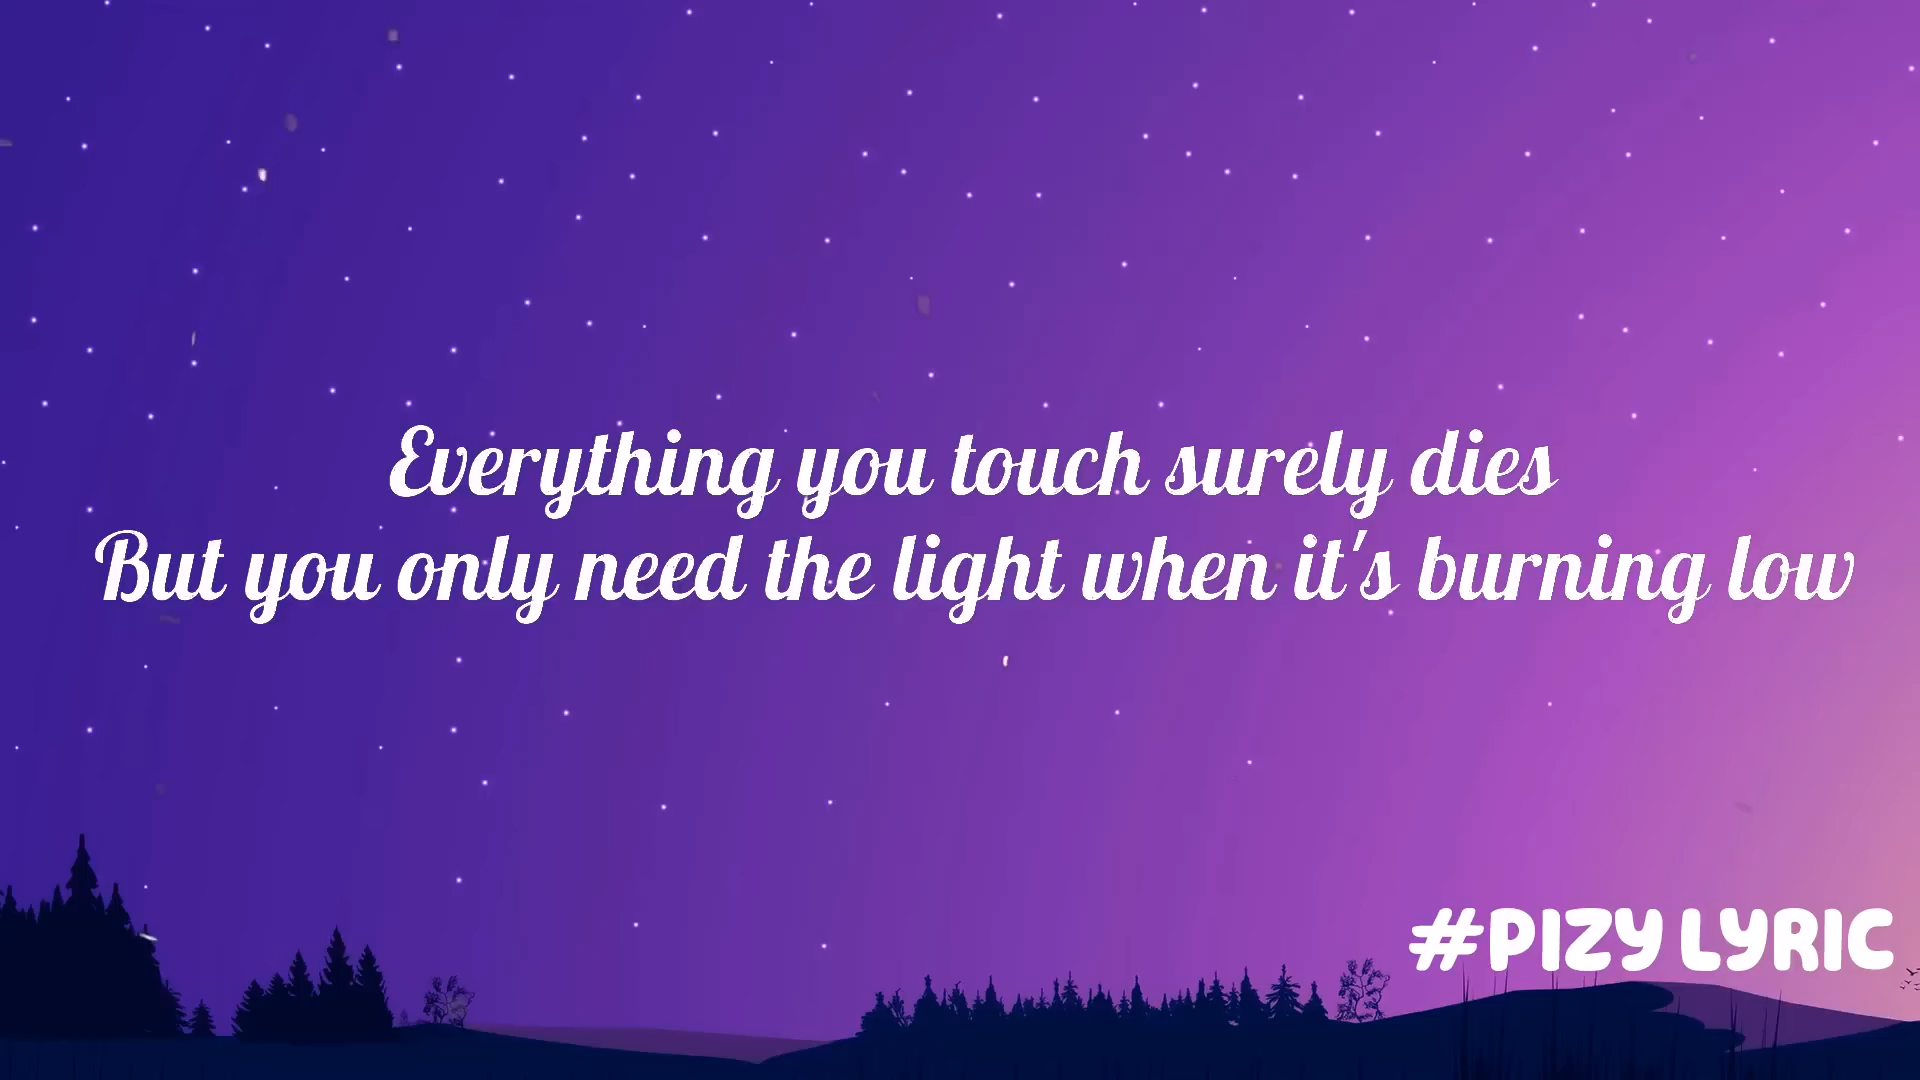 Everything you touch surely dies
But you only need the light when it's burning low
#PIZY LYRIC